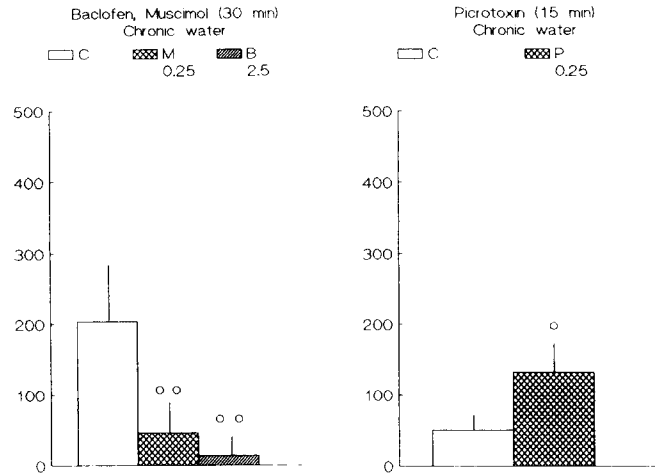 Baclofen, Muscimol (30 min)
Chronic water
C M B
0.25 2.5
500
400
300
200
100
0
Picrotoxin (15 min)
Chronic water
C P
0.25
500
400
300
200
100
0